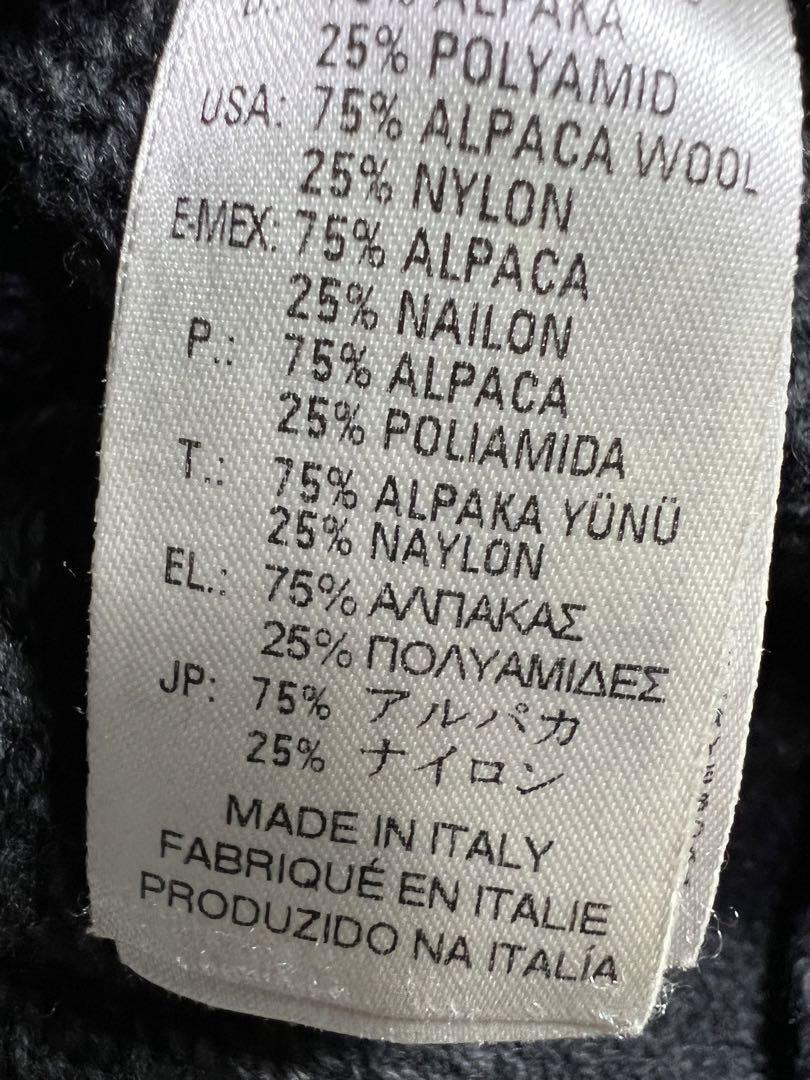 ALPAKA
25% POLYAMID
USA: 75% ALPACA WOOL
25% NYLON
E-MEX: 75% ALPACA
25% NAILON
P.: 75% ALPACA
25% POLIAMIDA
T.: 75% ALPAKA YÜNÜ
25% NAYLON
EL.: 75% ΑΛΠΑΚΑΣ
25% ΠΟΛΥΑΜΙΔΕΣ
JP: 75% アルパカ
25% ナイロン
MADE IN ITALY
FABRIQUÉ EN ITALIE
PRODUZIDO NA ITALÍA